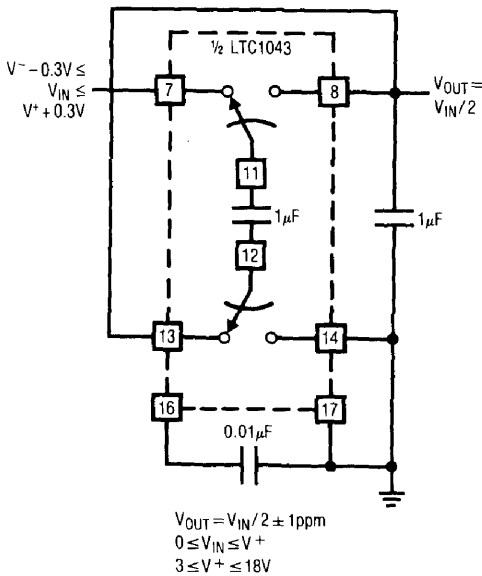 ½ LTC1043
V⁻ − 0.3V ≤
V_IN ≤
V⁺ + 0.3V
7
8
V_OUT =
V_IN/2
11
1µF
1µF
12
13
14
16
17
0.01µF
V_OUT = V_IN/2 ± 1ppm
0 ≤ V_IN ≤ V⁺
3 ≤ V⁺ ≤ 18V